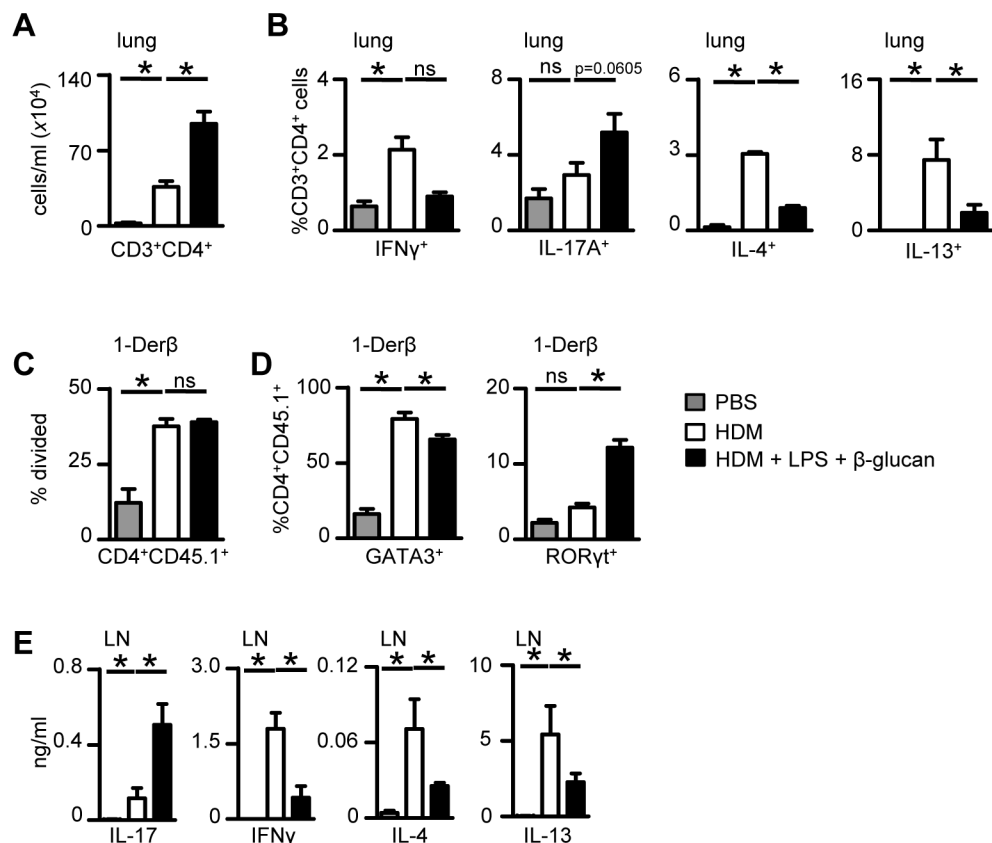 A
lung
140
70
0
cells/ml (x10⁴)
* *
CD3⁺CD4⁺
B
lung
4
2
0
%CD3⁺CD4⁺ cells
* ns
IFNγ⁺
lung
8
4
0
ns p=0.0605
IL-17A⁺
lung
6
3
0
* *
IL-4⁺
lung
16
8
0
* *
IL-13⁺
C
1-Derβ
50
25
0
% divided
* ns
CD4⁺CD45.1⁺
D
1-Derβ
100
50
0
%CD4⁺CD45.1⁺
* *
GATA3⁺
1-Derβ
20
10
0
ns *
RORγt⁺
PBS
HDM
HDM + LPS + β-glucan
E
LN
0.8
0.4
0
ng/ml
* *
IL-17
LN
3.0
1.5
0
* *
IFNγ
LN
0.12
0.06
0
* *
IL-4
LN
10
5
0
* *
IL-13